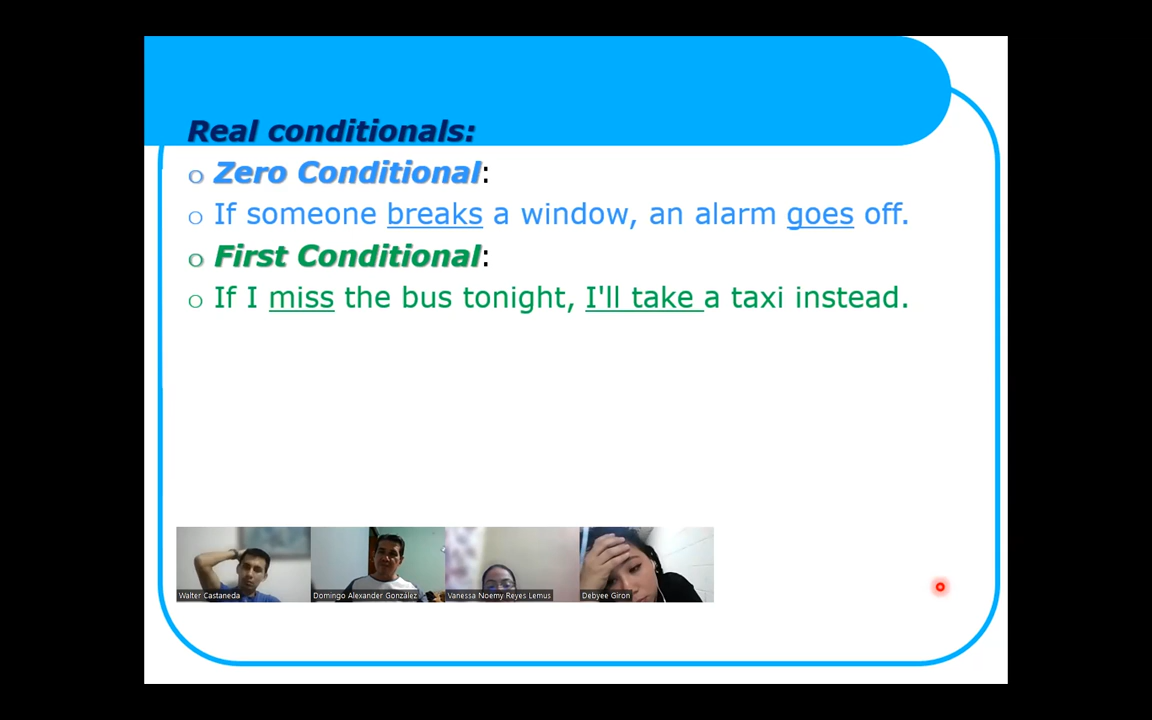 Real conditionals:
Zero Conditional:
If someone breaks a window, an alarm goes off.
First Conditional:
If I miss the bus tonight, I'll take a taxi instead.
Walter Castaneda
Domingo Alexander González
Vanessa Noemy Reyes Lemus
Debyee Giron